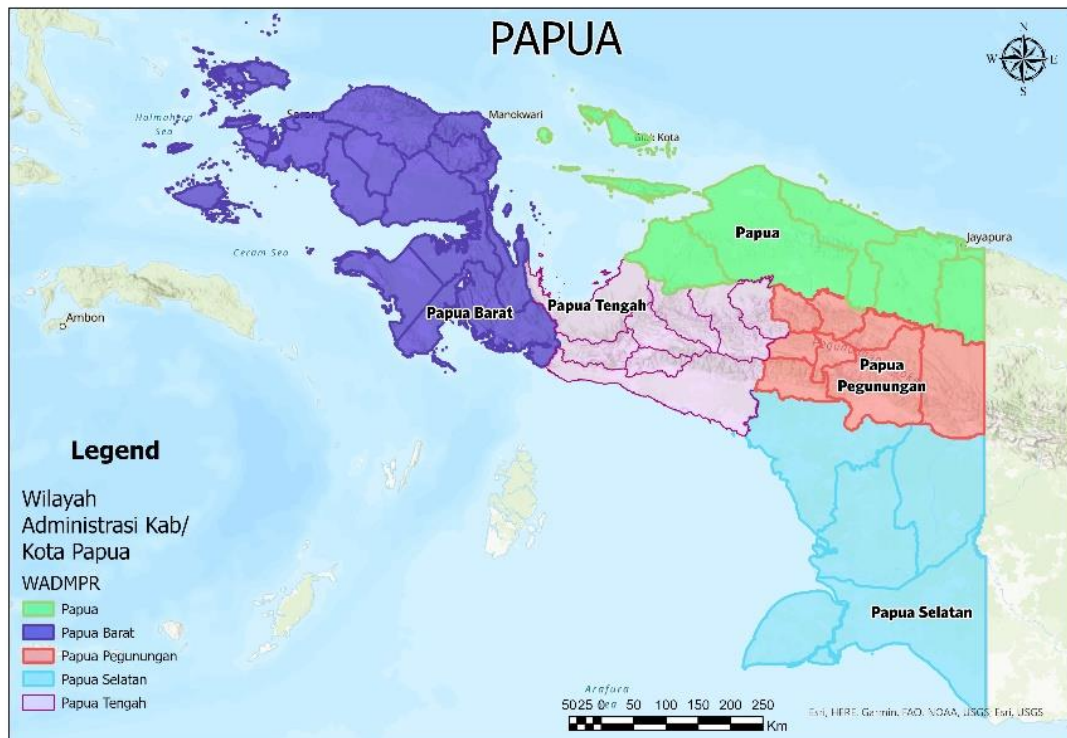 PAPUA
N
W E
S
Halmahera
Sea
Sorong
Manokwari
Biak Kota
Ceram Sea
Papua
Jayapura
Ambon
Papua Barat
Papua Tengah
Papua
Pegunungan
Legend
Wilayah
Administrasi Kab/
Kota Papua
WADMPR
Papua
Papua Barat
Papua Pegunungan
Papua Selatan
Papua Tengah
Papua Selatan
Arafura
Sea
5025 0 50 100 150 200 250
Km
Esri, HERE, Garmin, FAO, NOAA, USGS, Esri, USGS